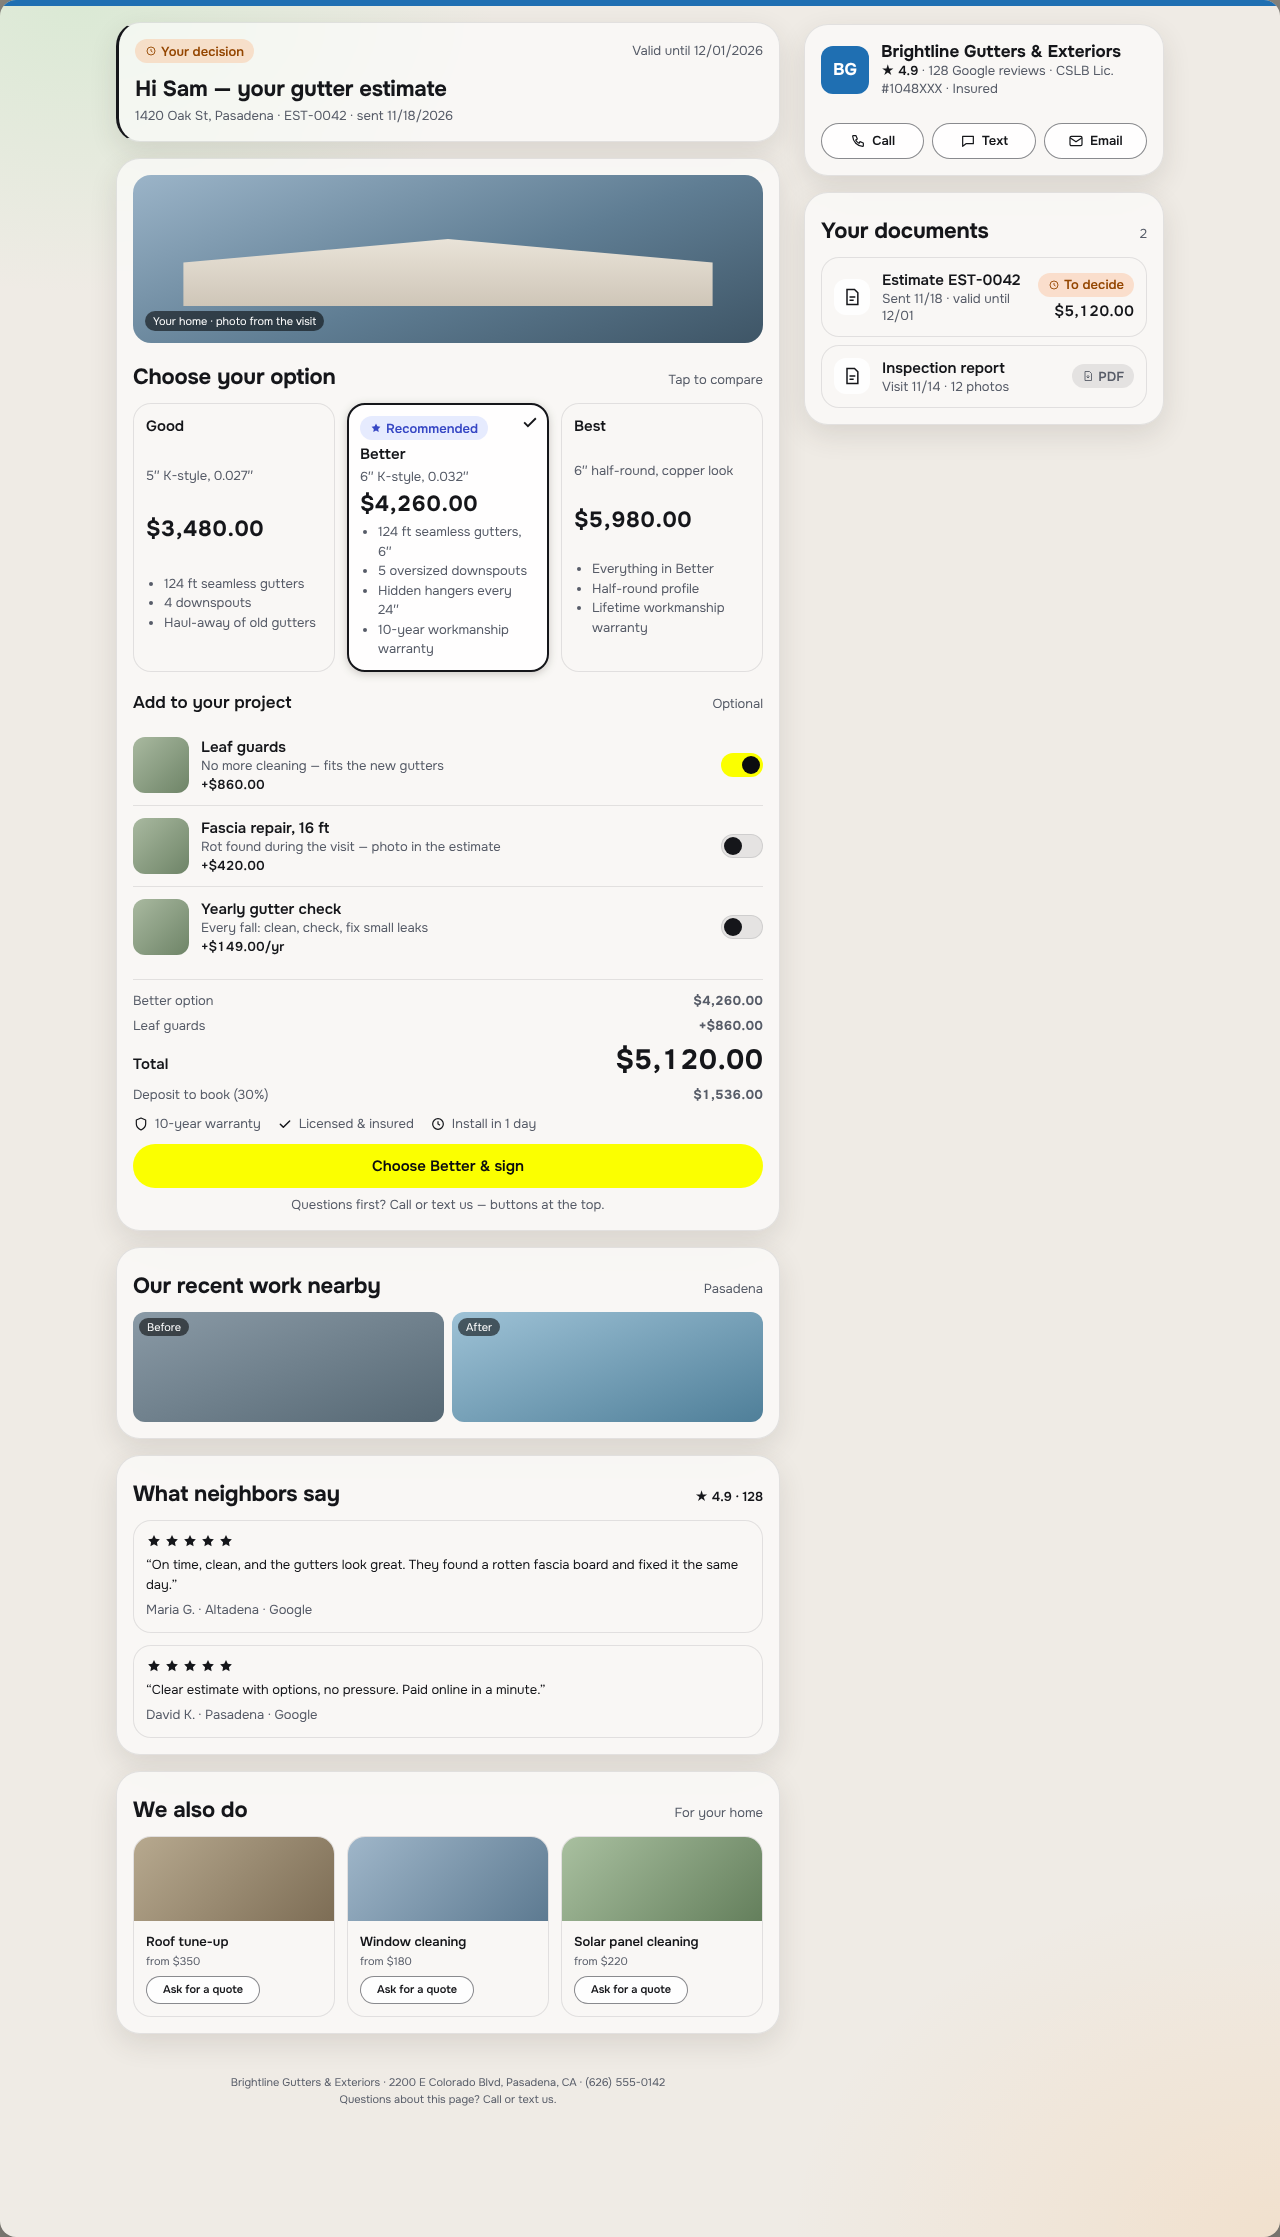 Your decision
Valid until 12/01/2026
Hi Sam — your gutter estimate
1420 Oak St, Pasadena · EST-0042 · sent 11/18/2026
BG
Brightline Gutters & Exteriors
★ 4.9 · 128 Google reviews · CSLB Lic.
#1048XXX · Insured
Call
Text
Email
Your documents
2
Estimate EST-0042
Sent 11/18 · valid until
12/01
To decide
$5,120.00
Inspection report
Visit 11/14 · 12 photos
PDF
Your home · photo from the visit
Choose your option
Tap to compare
Good
5″ K-style, 0.027″
$3,480.00
• 124 ft seamless gutters
• 4 downspouts
• Haul-away of old gutters
Recommended
Better
6″ K-style, 0.032″
$4,260.00
• 124 ft seamless gutters,
6″
• 5 oversized downspouts
• Hidden hangers every
24″
• 10-year workmanship
warranty
Best
6″ half-round, copper look
$5,980.00
• Everything in Better
• Half-round profile
• Lifetime workmanship
warranty
Add to your project
Optional
Leaf guards
No more cleaning — fits the new gutters
+$860.00
Fascia repair, 16 ft
Rot found during the visit — photo in the estimate
+$420.00
Yearly gutter check
Every fall: clean, check, fix small leaks
+$149.00/yr
Better option
$4,260.00
Leaf guards
+$860.00
Total
$5,120.00
Deposit to book (30%)
$1,536.00
10-year warranty
Licensed & insured
Install in 1 day
Choose Better & sign
Questions first? Call or text us — buttons at the top.
Our recent work nearby
Pasadena
Before
After
What neighbors say
★ 4.9 · 128
★ ★ ★ ★ ★
“On time, clean, and the gutters look great. They found a rotten fascia board and fixed it the same
day.”
Maria G. · Altadena · Google
★ ★ ★ ★ ★
“Clear estimate with options, no pressure. Paid online in a minute.”
David K. · Pasadena · Google
We also do
For your home
Roof tune-up
from $350
Ask for a quote
Window cleaning
from $180
Ask for a quote
Solar panel cleaning
from $220
Ask for a quote
Brightline Gutters & Exteriors · 2200 E Colorado Blvd, Pasadena, CA · (626) 555-0142
Questions about this page? Call or text us.